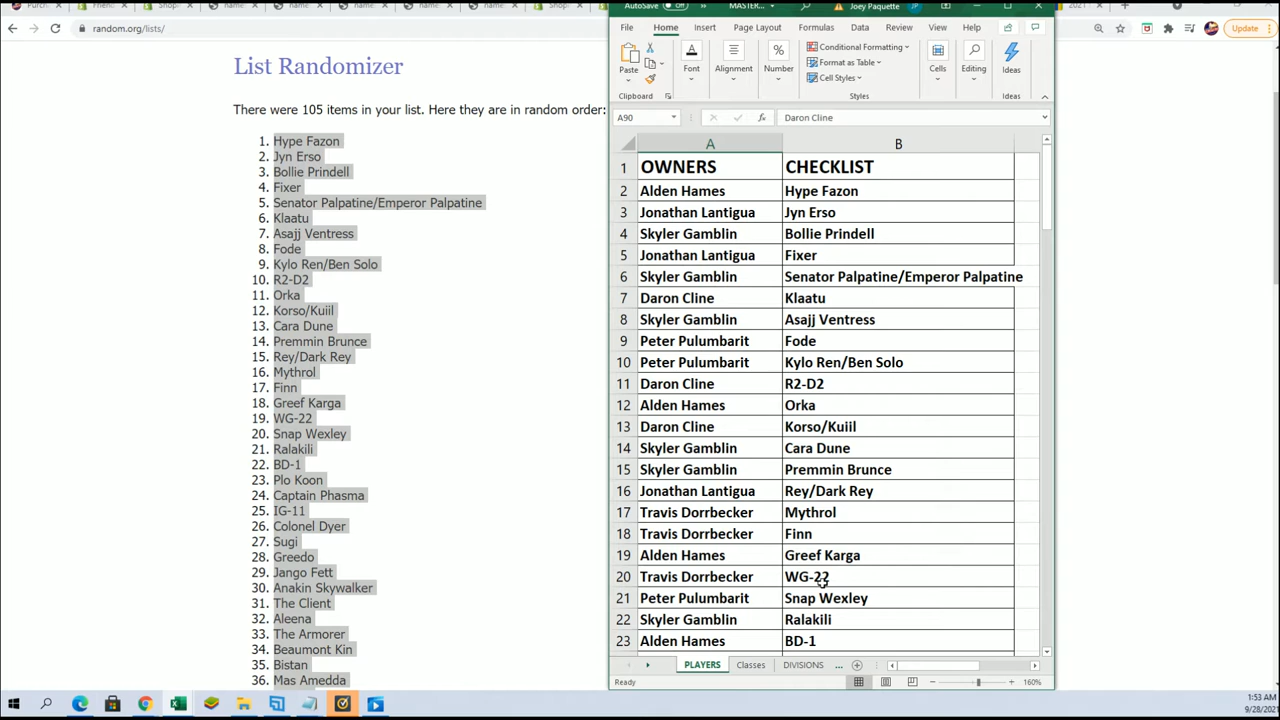 random.org/lists/
Update
List Randomizer
There were 105 items in your list. Here they are in random order:
1. Hype Fazon
2. Jyn Erso
3. Bollie Prindell
4. Fixer
5. Senator Palpatine/Emperor Palpatine
6. Klaatu
7. Asajj Ventress
8. Fode
9. Kylo Ren/Ben Solo
10. R2-D2
11. Orka
12. Korso/Kuiil
13. Cara Dune
14. Premmin Brunce
15. Rey/Dark Rey
16. Mythrol
17. Finn
18. Greef Karga
19. WG-22
20. Snap Wexley
21. Ralakili
22. BD-1
23. Plo Koon
24. Captain Phasma
25. IG-11
26. Colonel Dyer
27. Sugi
28. Greedo
29. Jango Fett
30. Anakin Skywalker
31. The Client
32. Aleena
33. The Armorer
34. Beaumont Kin
35. Bistan
36. Mas Amedda
AutoSave Off MASTER... Joey Paquette
File Home Insert Page Layout Formulas Data Review View Help
Paste Font Alignment Number Conditional Formatting Format as Table Cell Styles Cells Editing Ideas
Clipboard Styles Ideas
A90 fx Daron Cline
A B
1 OWNERS CHECKLIST
2 Alden Hames Hype Fazon
3 Jonathan Lantigua Jyn Erso
4 Skyler Gamblin Bollie Prindell
5 Jonathan Lantigua Fixer
6 Skyler Gamblin Senator Palpatine/Emperor Palpatine
7 Daron Cline Klaatu
8 Skyler Gamblin Asajj Ventress
9 Peter Pulumbarit Fode
10 Peter Pulumbarit Kylo Ren/Ben Solo
11 Daron Cline R2-D2
12 Alden Hames Orka
13 Daron Cline Korso/Kuiil
14 Skyler Gamblin Cara Dune
15 Skyler Gamblin Premmin Brunce
16 Jonathan Lantigua Rey/Dark Rey
17 Travis Dorrbecker Mythrol
18 Travis Dorrbecker Finn
19 Alden Hames Greef Karga
20 Travis Dorrbecker WG-22
21 Peter Pulumbarit Snap Wexley
22 Skyler Gamblin Ralakili
23 Alden Hames BD-1
PLAYERS Classes DIVISIONS ...
Ready 160%
1:53 AM
9/28/2021